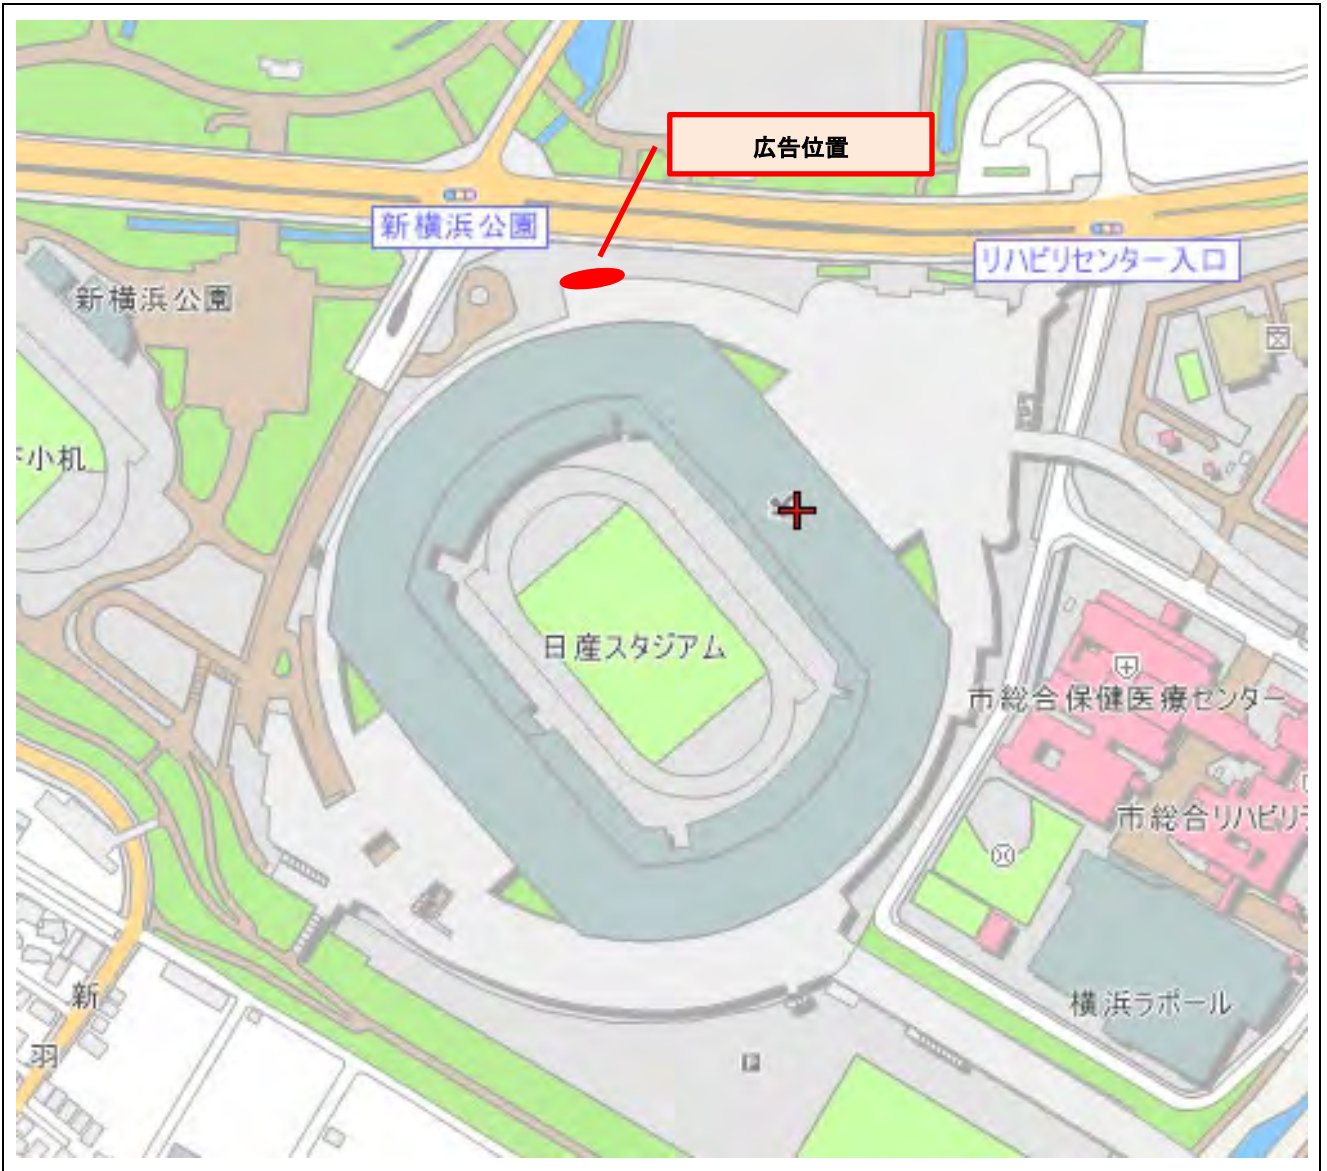 広告位置
新横浜公園
リハビリセンター入口
新横浜公園
小机
日産スタジアム
市総合保健医療センター
市総合リハビリ
横浜ラポール
新
羽
P